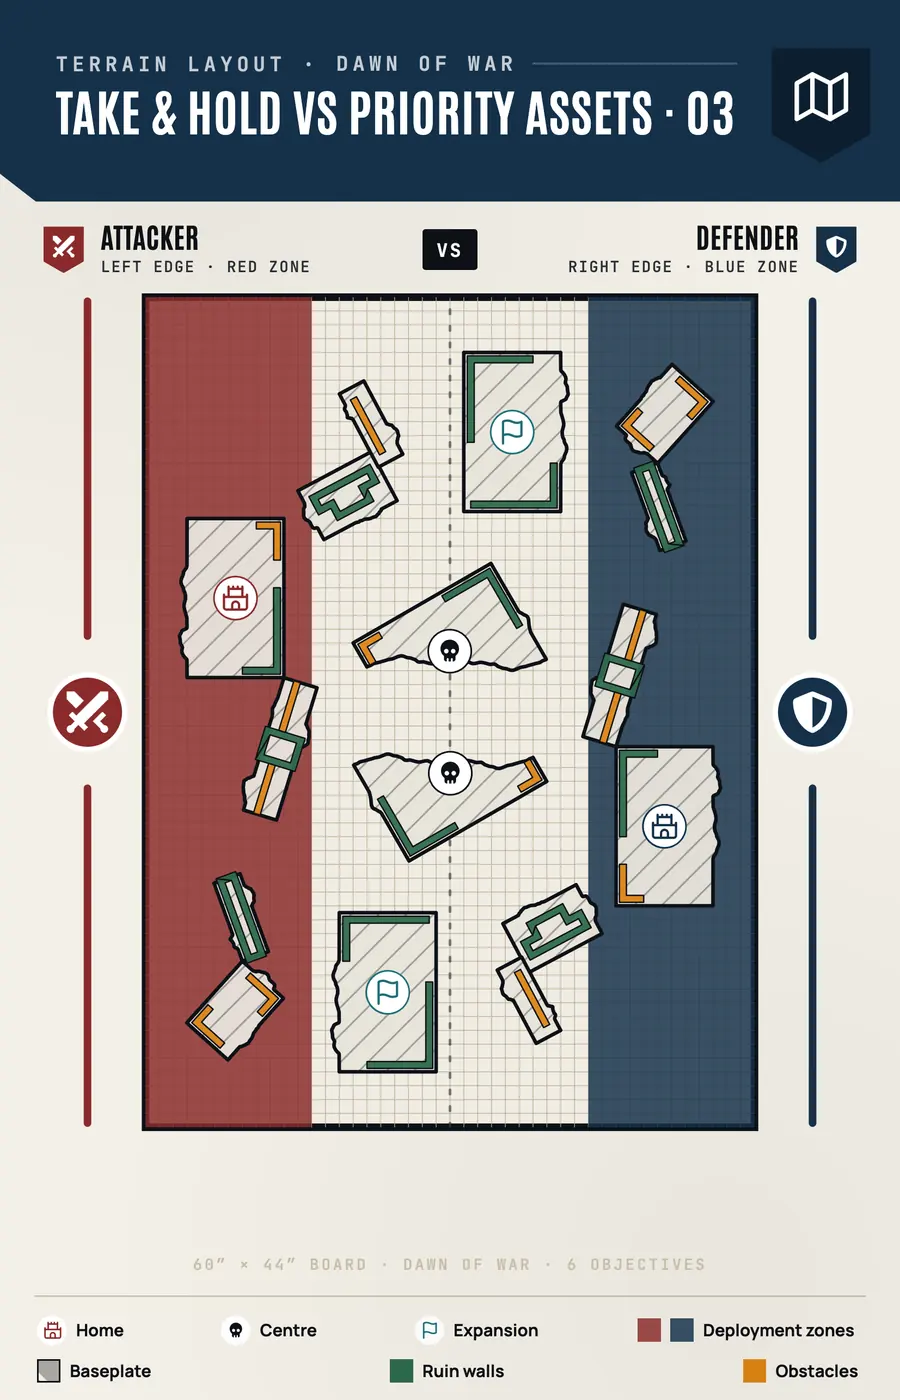 TERRAIN LAYOUT · DAWN OF WAR
TAKE & HOLD VS PRIORITY ASSETS · 03
ATTACKER
LEFT EDGE · RED ZONE
VS
DEFENDER
RIGHT EDGE · BLUE ZONE
60″ × 44″ BOARD · DAWN OF WAR · 6 OBJECTIVES
Home
Centre
Expansion
Deployment zones
Baseplate
Ruin walls
Obstacles